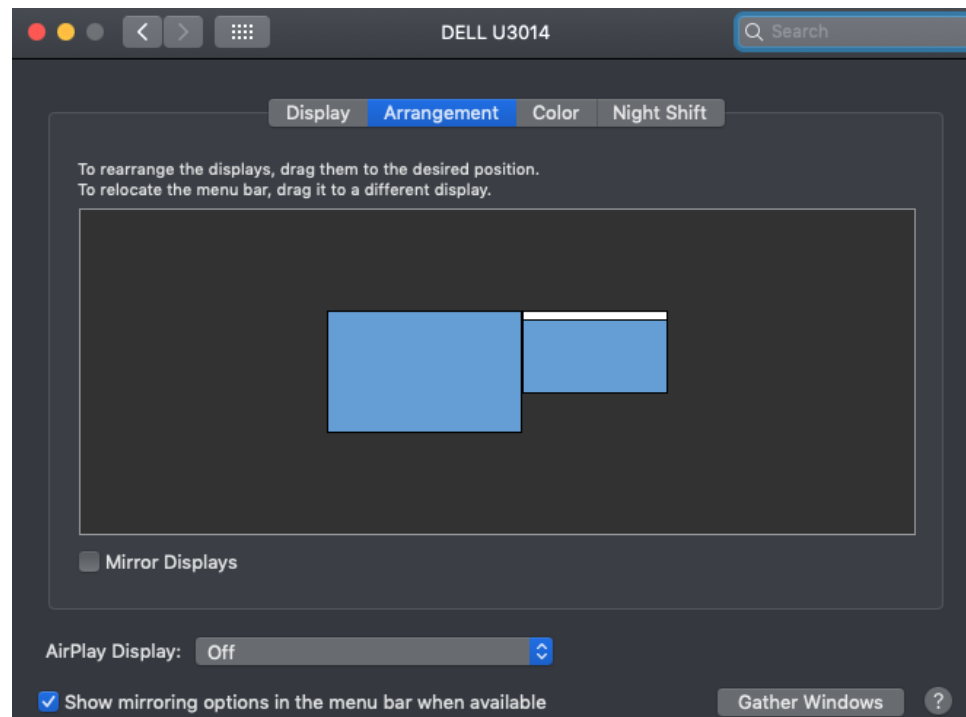 DELL U3014
Search
Display Arrangement Color Night Shift
To rearrange the displays, drag them to the desired position.
To relocate the menu bar, drag it to a different display.
Mirror Displays
AirPlay Display: Off
Show mirroring options in the menu bar when available
Gather Windows ?